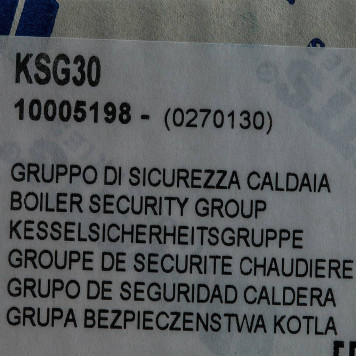 KSG30
10005198 - (0270130)
GRUPPO DI SICUREZZA CALDAIA
BOILER SECURITY GROUP
KESSELSICHERHEITSGRUPPE
GROUPE DE SECURITE CHAUDIERE
GRUPO DE SEGURIDAD CALDERA
GRUPA BEZPIECZENSTWA KOTLA